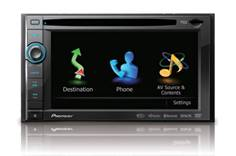 Destination
Phone
AV Source &
Contents
Settings
Pioneer